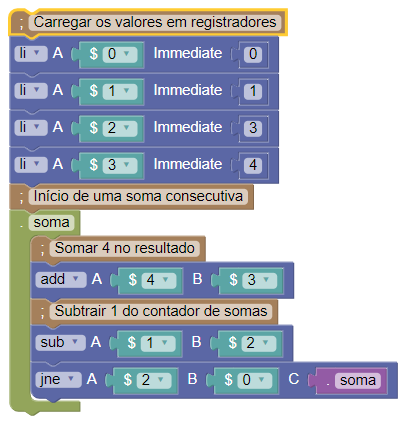 ; Carregar os valores em registradores
li A $ 0 Immediate 0
li A $ 1 Immediate 1
li A $ 2 Immediate 3
li A $ 3 Immediate 4
; Início de uma soma consecutiva
. soma
; Somar 4 no resultado
add A $ 4 B $ 3
; Subtrair 1 do contador de somas
sub A $ 1 B $ 2
jne A $ 2 B $ 0 C . soma